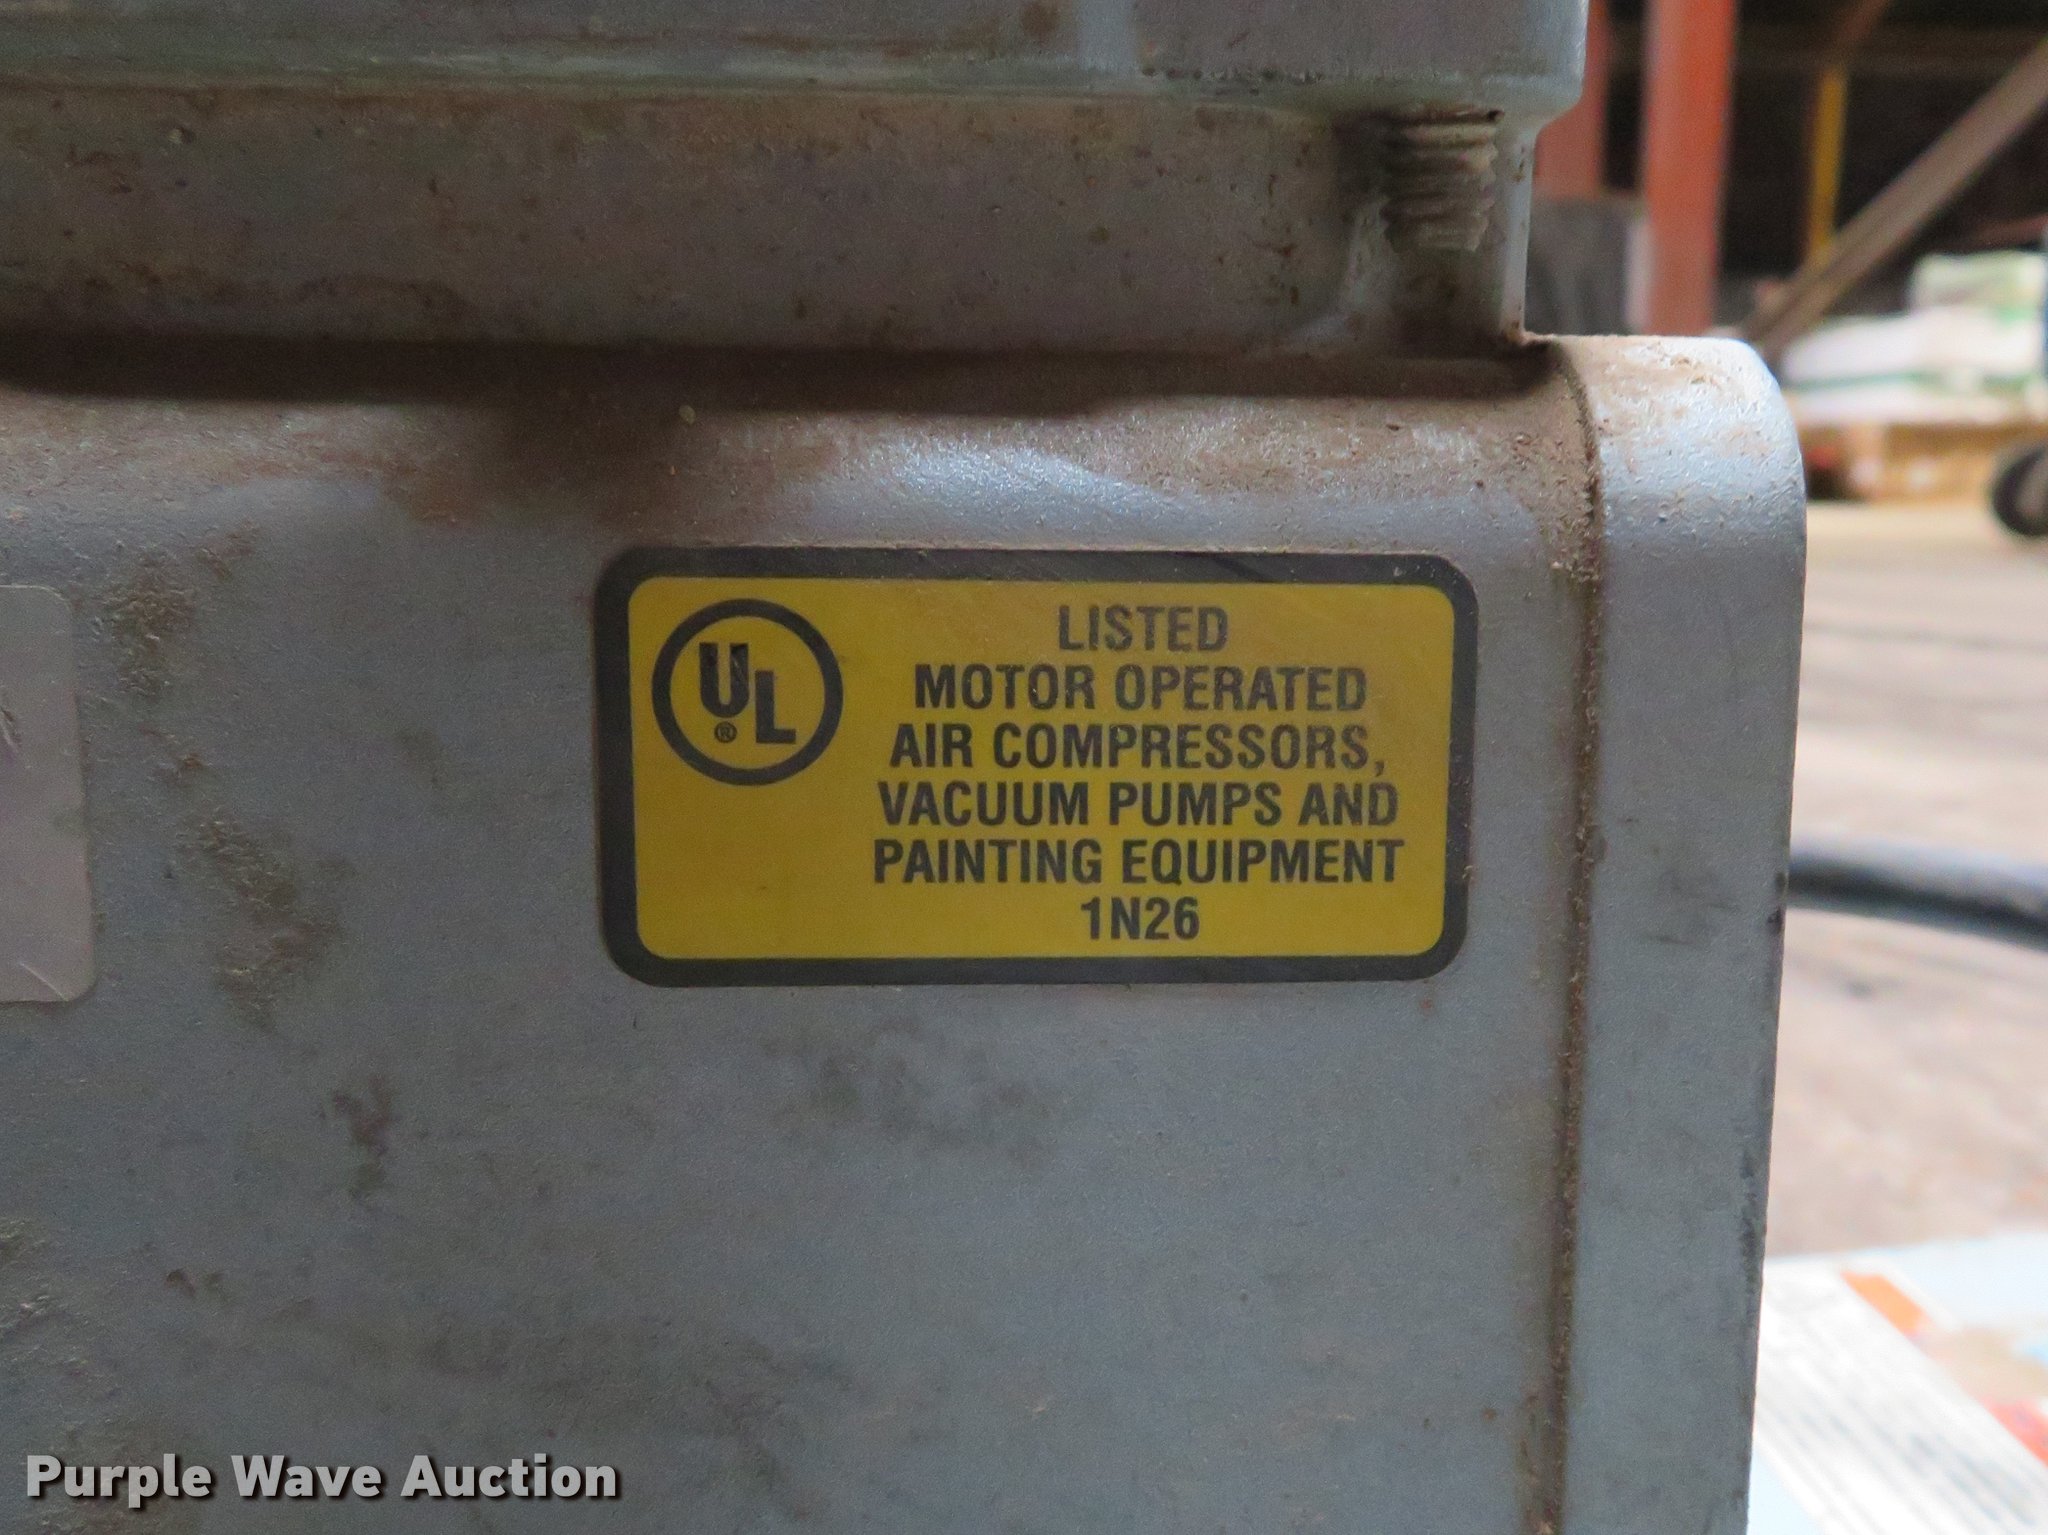 UL
®
LISTED
MOTOR OPERATED
AIR COMPRESSORS,
VACUUM PUMPS AND
PAINTING EQUIPMENT
1N26
Purple Wave Auction